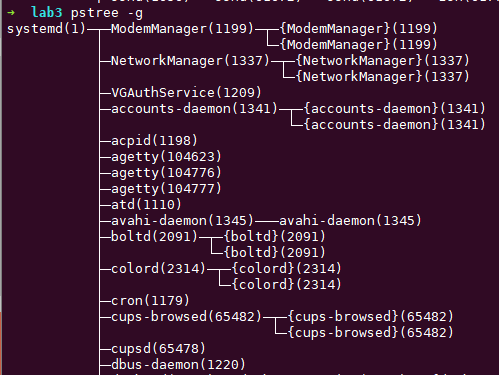 ➜  lab3 pstree -g
systemd(1)─┬─ModemManager(1199)─┬─{ModemManager}(1199)
           │                    └─{ModemManager}(1199)
           ├─NetworkManager(1337)─┬─{NetworkManager}(1337)
           │                      └─{NetworkManager}(1337)
           ├─VGAuthService(1209)
           ├─accounts-daemon(1341)─┬─{accounts-daemon}(1341)
           │                       └─{accounts-daemon}(1341)
           ├─acpid(1198)
           ├─agetty(104623)
           ├─agetty(104776)
           ├─agetty(104777)
           ├─atd(1110)
           ├─avahi-daemon(1345)───avahi-daemon(1345)
           ├─boltd(2091)─┬─{boltd}(2091)
           │             └─{boltd}(2091)
           ├─colord(2314)─┬─{colord}(2314)
           │              └─{colord}(2314)
           ├─cron(1179)
           ├─cups-browsed(65482)─┬─{cups-browsed}(65482)
           │                     └─{cups-browsed}(65482)
           ├─cupsd(65478)
           ├─dbus-daemon(1220)